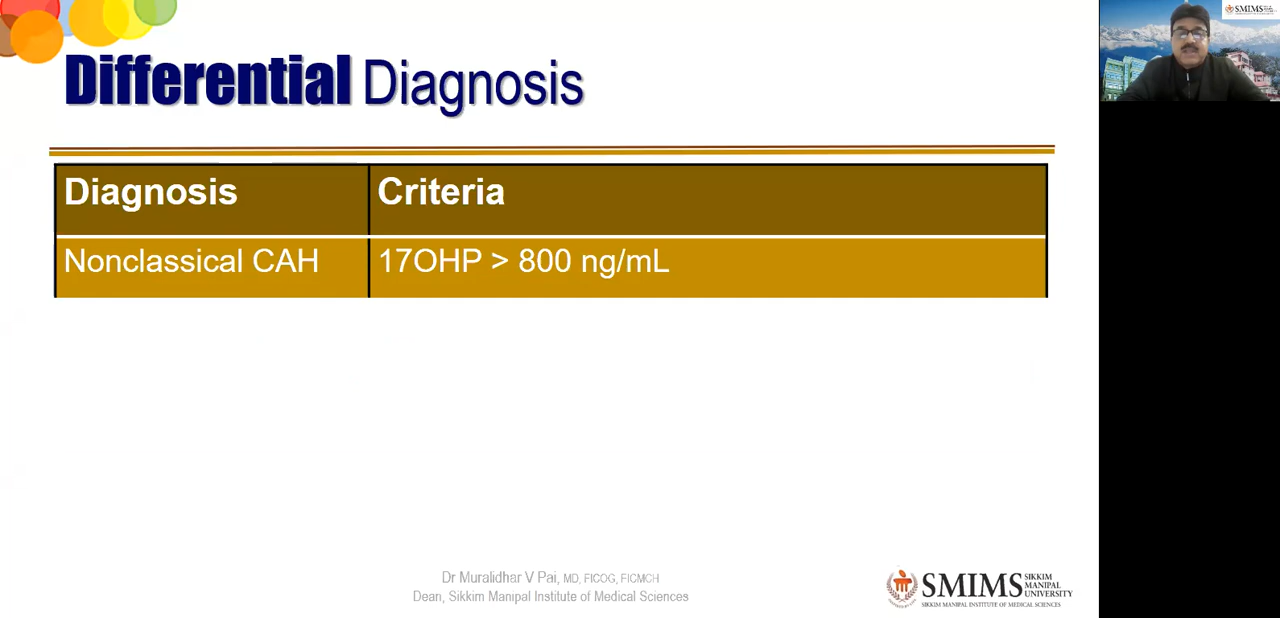 Differential Diagnosis
Diagnosis Criteria
Nonclassical CAH 17OHP > 800 ng/mL
Dr Muralidhar V Pai, MD, FICOG, FICMCH
Dean, Sikkim Manipal Institute of Medical Sciences
SMIMS SIKKIM
MANIPAL
UNIVERSITY
SIKKIM MANIPAL INSTITUTE OF MEDICAL SCIENCES
SMIMS